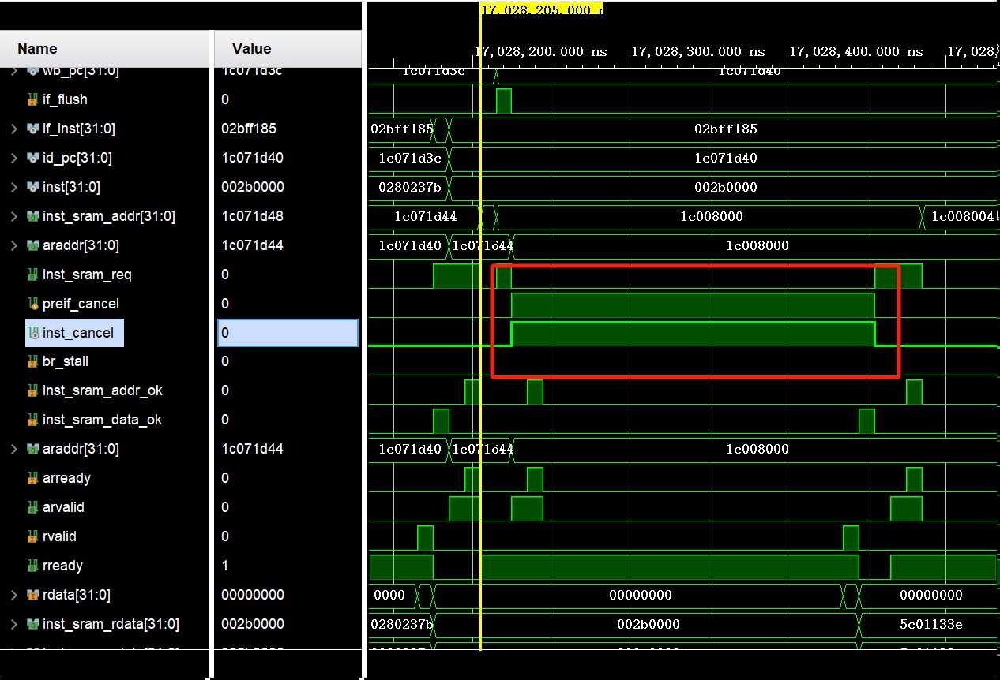 17,028,205.000 n
Name Value
17,028,200.000 ns 17,028,300.000 ns 17,028,400.000 ns 17,028,
wb_pc[31:0] 1c071d3c 1c071d3c 1c071d40
if_flush 0
if_inst[31:0] 02bff185 02bff185 02bff185
id_pc[31:0] 1c071d40 1c071d3c 1c071d40
inst[31:0] 002b0000 0280237b 002b0000
inst_sram_addr[31:0] 1c071d48 1c071d44 1c008000 1c008004
araddr[31:0] 1c071d44 1c071d40 1c071d44 1c008000
inst_sram_req 0
preif_cancel 0
inst_cancel 0
br_stall 0
inst_sram_addr_ok 0
inst_sram_data_ok 0
araddr[31:0] 1c071d44 1c071d40 1c071d44 1c008000
arready 0
arvalid 0
rvalid 0
rready 1
rdata[31:0] 00000000 0000 00000000 00000000
inst_sram_rdata[31:0] 002b0000 0280237b 002b0000 5c01133e